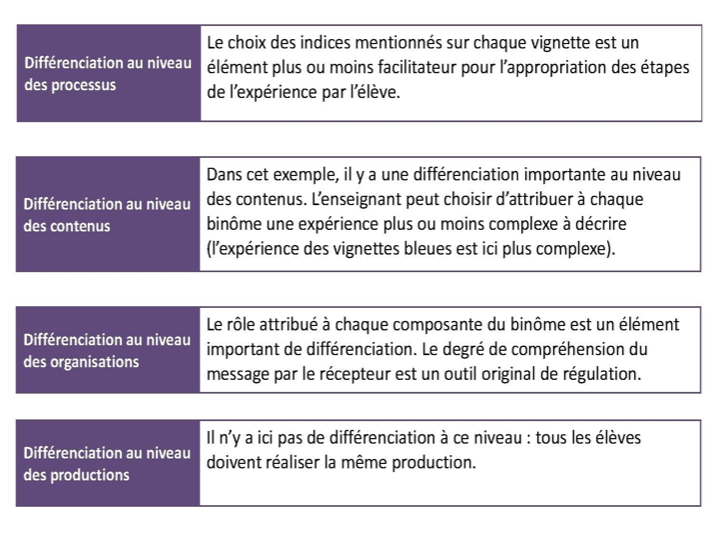 Différenciation au niveau
des processus
Le choix des indices mentionnés sur chaque vignette est un
élément plus ou moins facilitateur pour l'appropriation des étapes
de l'expérience par l'élève.
Différenciation au niveau
des contenus
Dans cet exemple, il y a une différenciation importante au niveau
des contenus. L'enseignant peut choisir d'attribuer à chaque
binôme une expérience plus ou moins complexe à décrire
(l'expérience des vignettes bleues est ici plus complexe).
Différenciation au niveau
des organisations
Le rôle attribué à chaque composante du binôme est un élément
important de différenciation. Le degré de compréhension du
message par le récepteur est un outil original de régulation.
Différenciation au niveau
des productions
Il n'y a ici pas de différenciation à ce niveau : tous les élèves
doivent réaliser la même production.